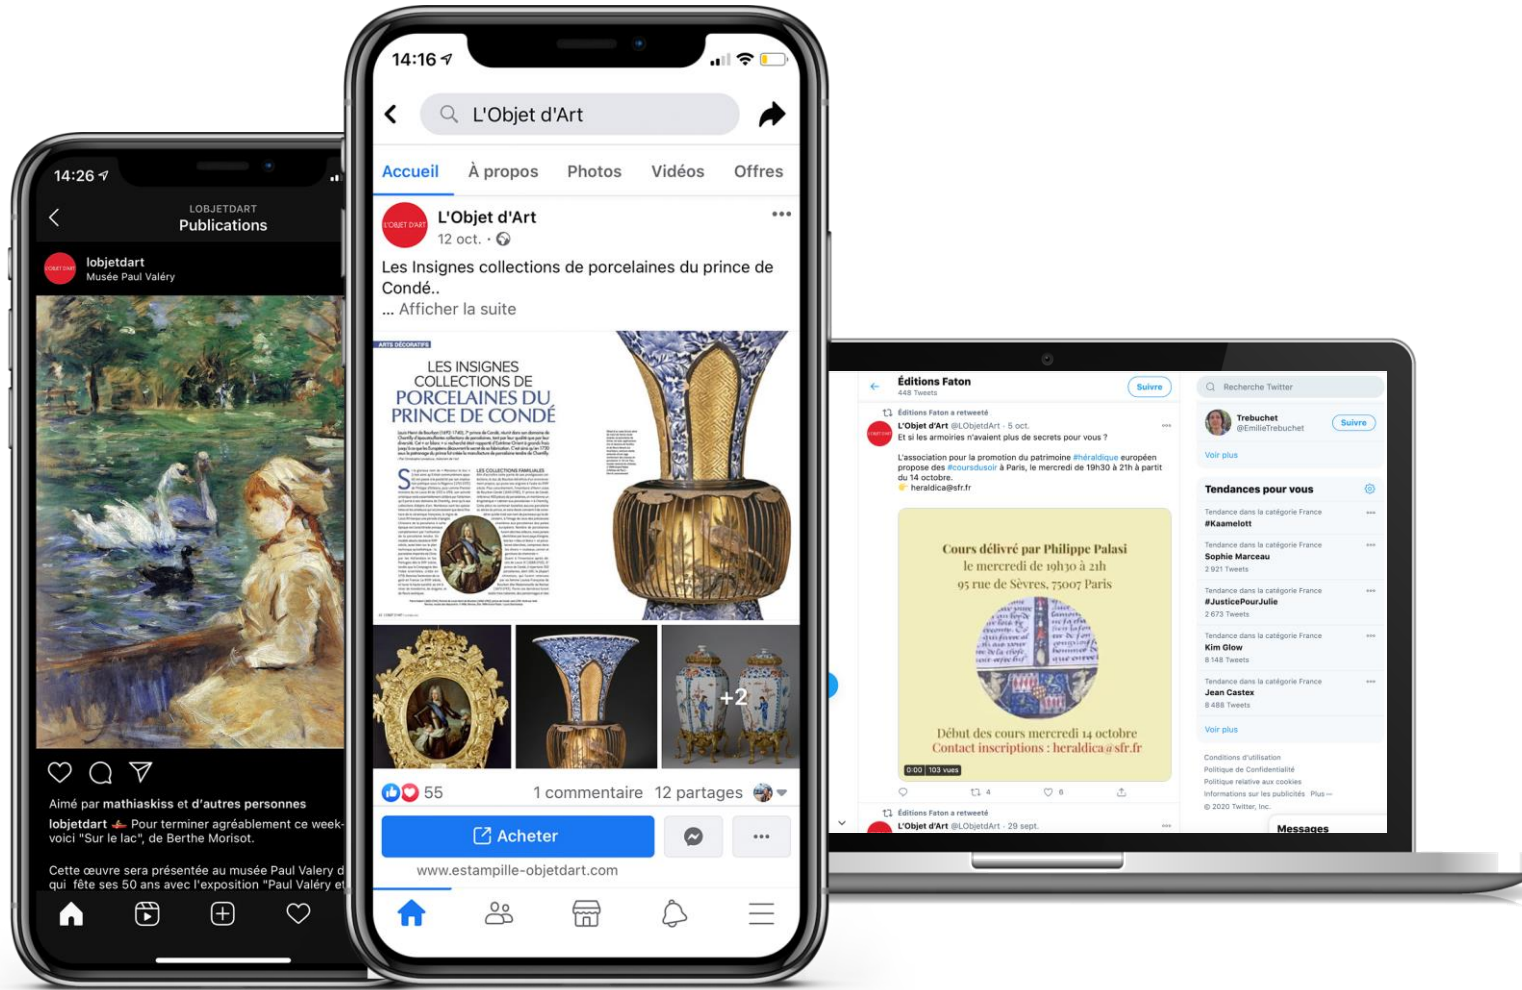 14:26
LOBJETDART
Publications
L'OBJET D'ART
lobjetdart
Musée Paul Valéry
Aimé par mathiaskiss et d'autres personnes
lobjetdart 🚣 Pour terminer agréablement ce week-
voici "Sur le lac", de Berthe Morisot.
Cette œuvre sera présentée au musée Paul Valery d
qui fête ses 50 ans avec l'exposition "Paul Valéry et
14:16
L'Objet d'Art
Accueil
À propos
Photos
Vidéos
Offres
L'OBJET D'ART
L'Objet d'Art
12 oct.
Les Insignes collections de porcelaines du prince de
Condé..
... Afficher la suite
ARTS DÉCORATIFS
LES INSIGNES
COLLECTIONS DE
PORCELAINES DU
PRINCE DE CONDÉ
LES COLLECTIONS FAMILIALES
+2
55
1 commentaire
12 partages
Acheter
www.estampille-objetdart.com
Éditions Faton
448 Tweets
Suivre
Éditions Faton a retweeté
L'Objet d'Art @LObjetdArt · 5 oct.
Et si les armoiries n'avaient plus de secrets pour vous ?
L'association pour la promotion du patrimoine #héraldique européen
propose des #coursdusoir à Paris, le mercredi de 19h30 à 21h à partit
du 14 octobre.
👉 heraldica@sfr.fr
Cours délivré par Philippe Palasi
le mercredi de 19h30 à 21h
95 rue de Sèvres, 75007 Paris
Début des cours mercredi 14 octobre
Contact inscriptions : heraldica@sfr.fr
0:00
103 vues
4
6
Éditions Faton a retweeté
L'Objet d'Art @LObjetdArt · 29 sept.
Recherche Twitter
Trebuchet
@EmilieTrebuchet
Suivre
Voir plus
Tendances pour vous
Tendance dans la catégorie France
#Kaamelott
Tendance dans la catégorie France
Sophie Marceau
2 921 Tweets
Tendance dans la catégorie France
#JusticePourJulie
2 673 Tweets
Tendance dans la catégorie France
Kim Glow
8 148 Tweets
Tendance dans la catégorie France
Jean Castex
8 488 Tweets
Voir plus
Conditions d'utilisation
Politique de Confidentialité
Politique relative aux cookies
Informations sur les publicités
Plus
© 2020 Twitter, Inc.
Messages